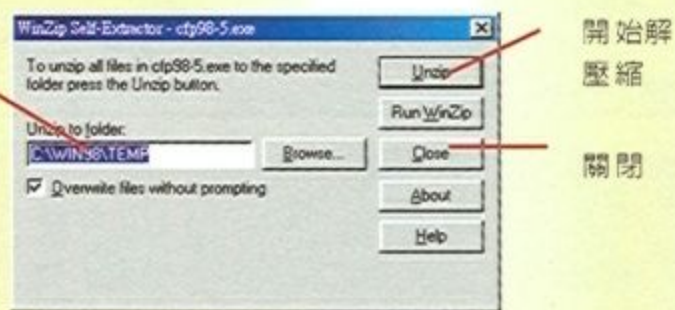 WinZip Self-Extractor - cfp98-5.exe
To unzip all files in cfp98-5.exe to the specified
folder press the Unzip button.
Unzip to folder:
C:\WIN98\TEMP
Browse...
Overwrite files without prompting
Unzip
Run WinZip
Close
About
Help
開始解
壓縮
關閉